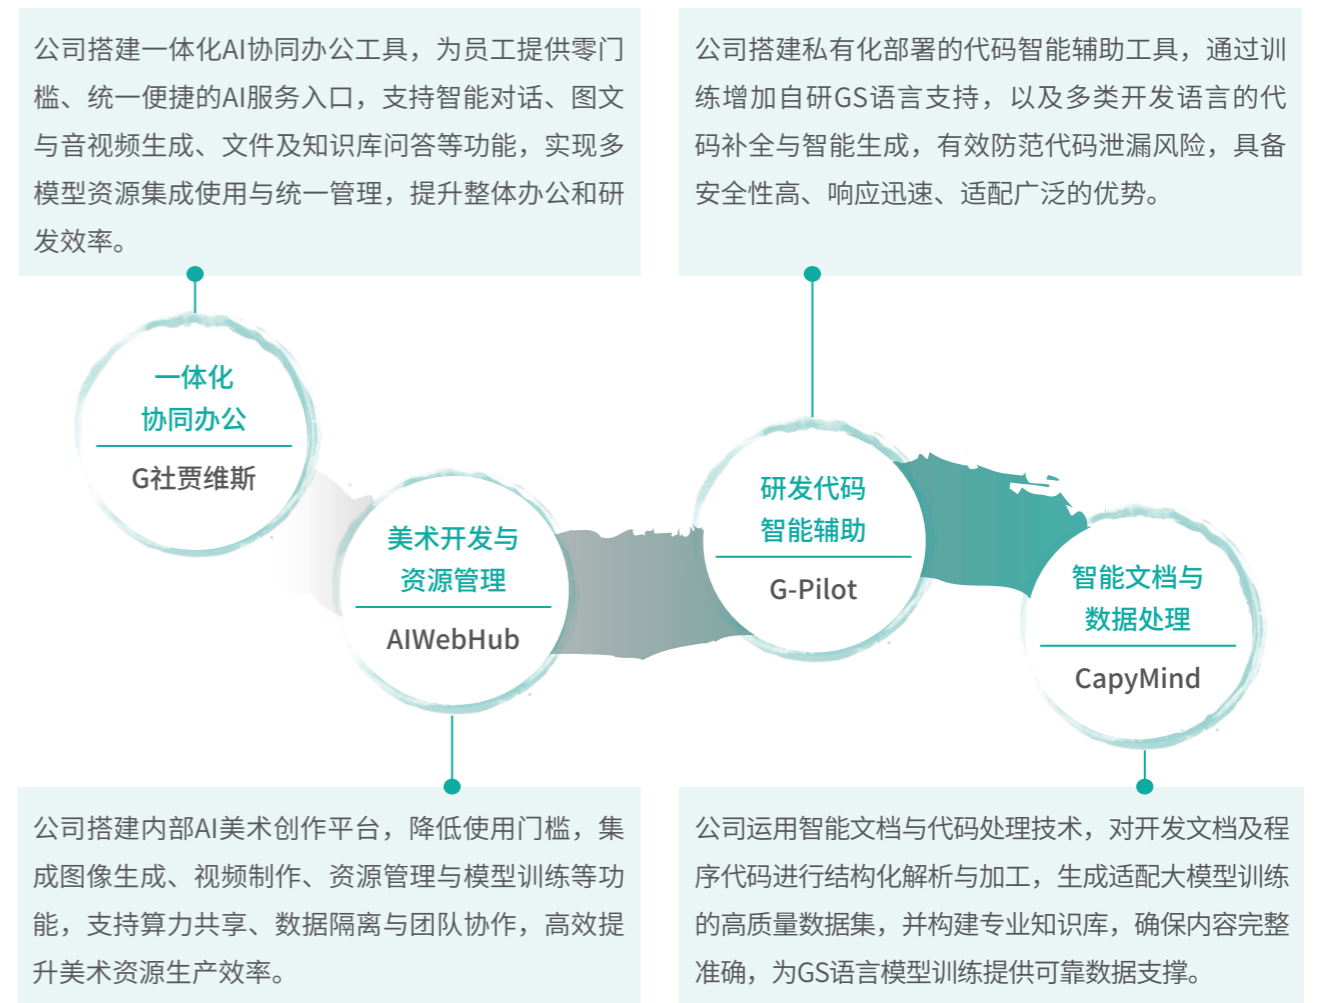 公司搭建一体化AI协同办公工具，为员工提供零门
槛、统一便捷的AI服务入口，支持智能对话、图文
与音视频生成、文件及知识库问答等功能，实现多
模型资源集成使用与统一管理，提升整体办公和研
发效率。
公司搭建私有化部署的代码智能辅助工具，通过训
练增加自研GS语言支持，以及多类开发语言的代
码补全与智能生成，有效防范代码泄漏风险，具备
安全性高、响应迅速、适配广泛的优势。
一体化
协同办公
G社贾维斯
美术开发与
资源管理
AIWebHub
研发代码
智能辅助
G-Pilot
智能文档与
数据处理
CapyMind
公司搭建内部AI美术创作平台，降低使用门槛，集
成图像生成、视频制作、资源管理与模型训练等功
能，支持算力共享、数据隔离与团队协作，高效提
升美术资源生产效率。
公司运用智能文档与代码处理技术，对开发文档及程
序代码进行结构化解析与加工，生成适配大模型训练
的高质量数据集，并构建专业知识库，确保内容完整
准确，为GS语言模型训练提供可靠数据支撑。